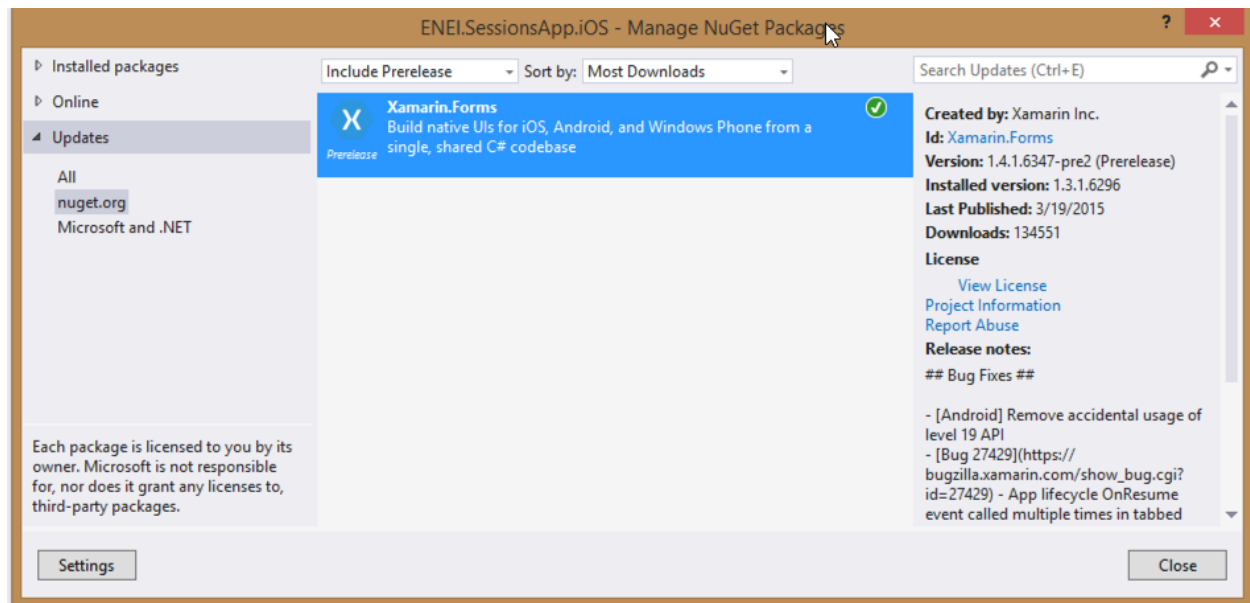 ENEI.SessionsApp.iOS - Manage NuGet Packages
?
Installed packages
Online
Updates
All
nuget.org
Microsoft and .NET
Each package is licensed to you by its
owner. Microsoft is not responsible
for, nor does it grant any licenses to,
third-party packages.
Settings
Include Prerelease
Sort by: Most Downloads
Xamarin.Forms
Build native UIs for iOS, Android, and Windows Phone from a
single, shared C# codebase
Prerelease
Search Updates (Ctrl+E)
Created by: Xamarin Inc.
Id: Xamarin.Forms
Version: 1.4.1.6347-pre2 (Prerelease)
Installed version: 1.3.1.6296
Last Published: 3/19/2015
Downloads: 134551
License
View License
Project Information
Report Abuse
Release notes:
## Bug Fixes ##
- [Android] Remove accidental usage of
level 19 API
- [Bug 27429](https://
bugzilla.xamarin.com/show_bug.cgi?
id=27429) - App lifecycle OnResume
event called multiple times in tabbed
Close